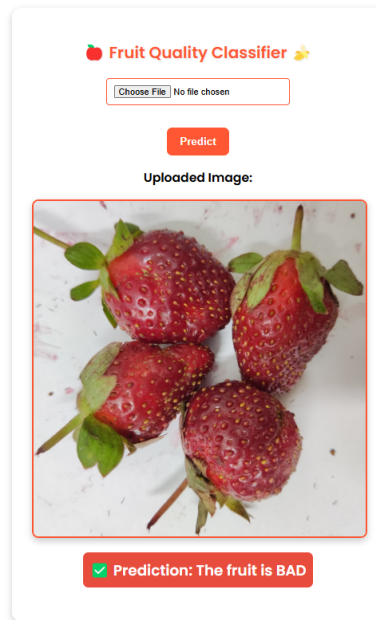 🍎 Fruit Quality Classifier 🍌
Choose File No file chosen
Predict
Uploaded Image:
✅ Prediction: The fruit is BAD